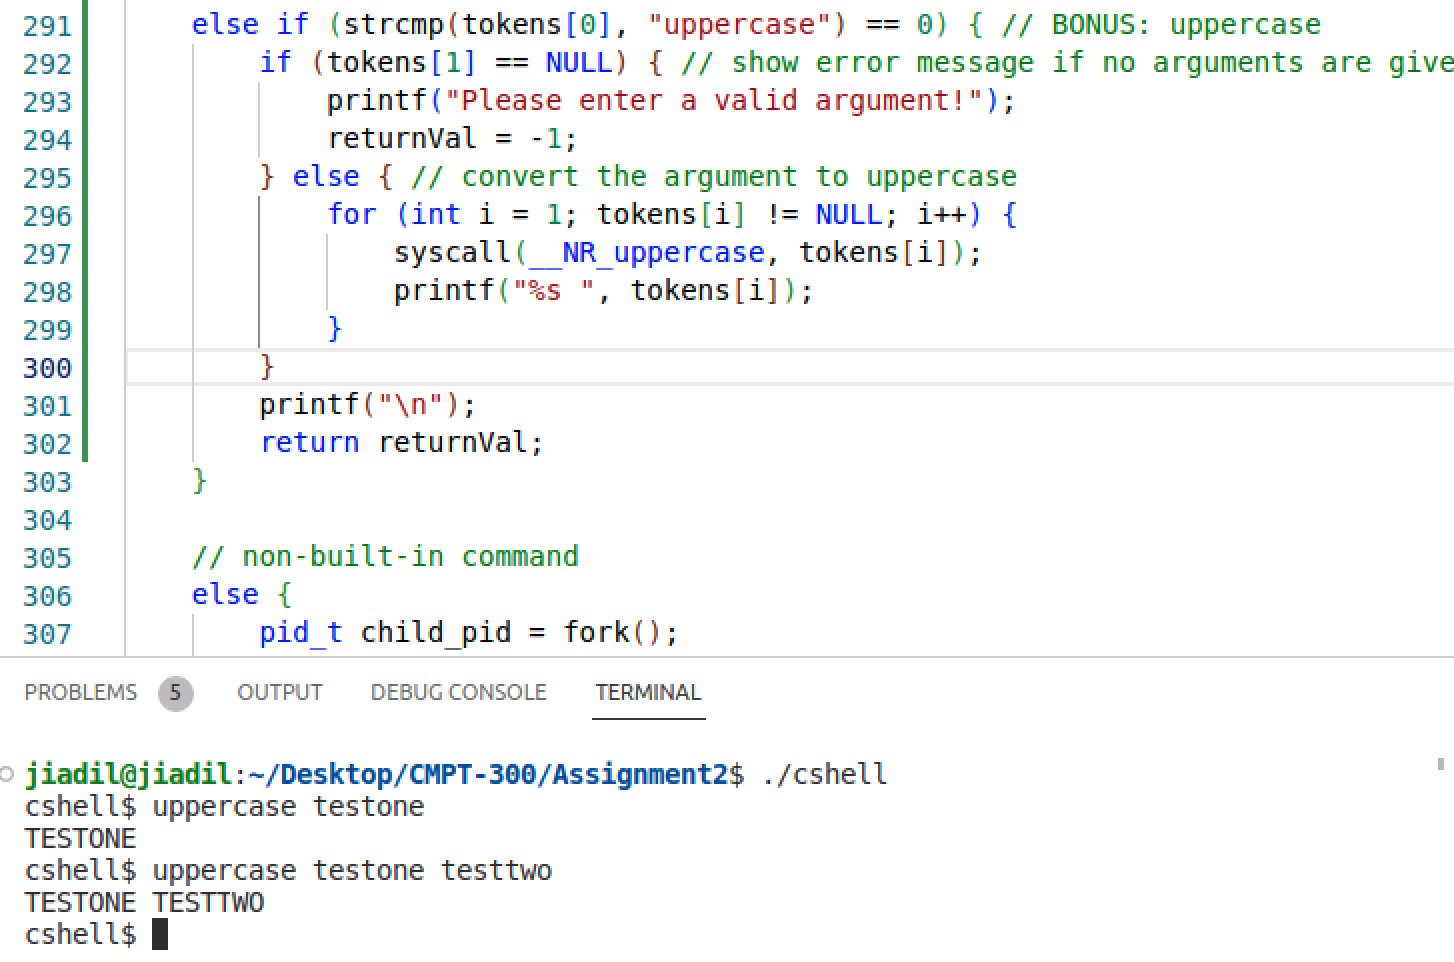 291 else if (strcmp(tokens[0], "uppercase") == 0) { // BONUS: uppercase
292 if (tokens[1] == NULL) { // show error message if no arguments are give
293 printf("Please enter a valid argument!");
294 returnVal = -1;
295 } else { // convert the argument to uppercase
296 for (int i = 1; tokens[i] != NULL; i++) {
297 syscall(__NR_uppercase, tokens[i]);
298 printf("%s ", tokens[i]);
299 }
300 }
301 printf("\n");
302 return returnVal;
303 }
304
305 // non-built-in command
306 else {
307 pid_t child_pid = fork();
PROBLEMS 5 OUTPUT DEBUG CONSOLE TERMINAL
jiadil@jiadil:~/Desktop/CMPT-300/Assignment2$ ./cshell
cshell$ uppercase testone
TESTONE
cshell$ uppercase testone testtwo
TESTONE TESTTWO
cshell$